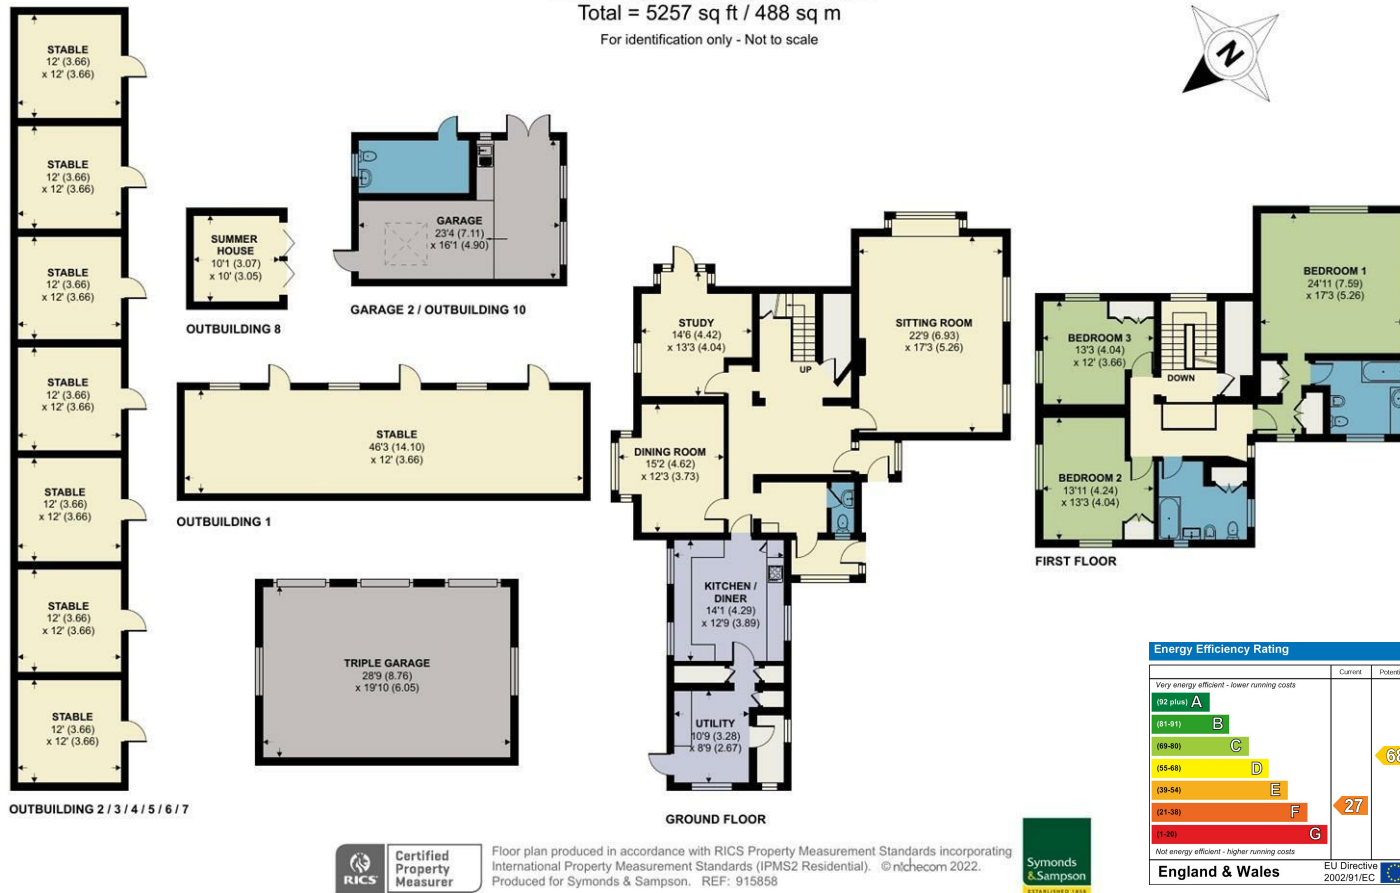 Total = 5257 sq ft / 488 sq m
For identification only - Not to scale
N
STABLE
12' (3.66)
x 12' (3.66)
STABLE
12' (3.66)
x 12' (3.66)
STABLE
12' (3.66)
x 12' (3.66)
STABLE
12' (3.66)
x 12' (3.66)
STABLE
12' (3.66)
x 12' (3.66)
STABLE
12' (3.66)
x 12' (3.66)
STABLE
12' (3.66)
x 12' (3.66)
OUTBUILDING 2 / 3 / 4 / 5 / 6 / 7
SUMMER
HOUSE
10'1 (3.07)
x 10' (3.05)
OUTBUILDING 8
GARAGE
23'4 (7.11)
x 16'1 (4.90)
GARAGE 2 / OUTBUILDING 10
STABLE
46'3 (14.10)
x 12' (3.66)
OUTBUILDING 1
TRIPLE GARAGE
28'9 (8.76)
x 19'10 (6.05)
STUDY
14'6 (4.42)
x 13'3 (4.04)
UP
SITTING ROOM
22'9 (6.93)
x 17'3 (5.26)
DINING ROOM
15'2 (4.62)
x 12'3 (3.73)
KITCHEN /
DINER
14'1 (4.29)
x 12'9 (3.89)
UTILITY
10'9 (3.28)
x 8'9 (2.67)
GROUND FLOOR
BEDROOM 1
24'11 (7.59)
x 17'3 (5.26)
BEDROOM 3
13'3 (4.04)
x 12' (3.66)
DOWN
BEDROOM 2
13'11 (4.24)
x 13'3 (4.04)
FIRST FLOOR
Energy Efficiency Rating
Current
Potenti
Very energy efficient - lower running costs
(92 plus) A
(81-91) B
(69-80) C
(55-68) D
(39-54) E
(21-38) F
(1-20) G
27
68
Not energy efficient - higher running costs
England & Wales
EU Directive
2002/91/EC
RICS
Certified
Property
Measurer
Floor plan produced in accordance with RICS Property Measurement Standards incorporating
International Property Measurement Standards (IPMS2 Residential). © nichecom 2022.
Produced for Symonds & Sampson. REF: 915858
Symonds
&Sampson
ESTABLISHED 1858